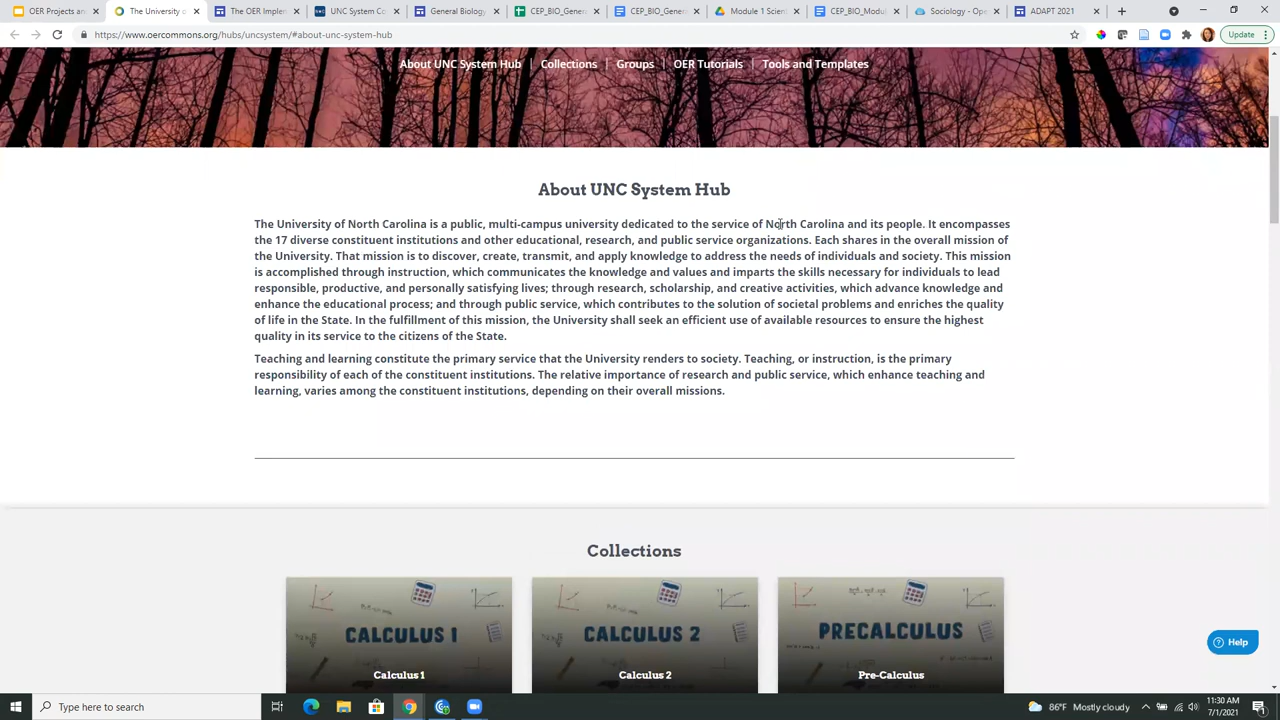 OER Projects an
The University o
The OER Implem
UNC System Co
General Biology
CEP_BIO_Genera
CEP_BIO_Genera
CEP_BIO_Genera
Module 1 Scient
CEP_BIO_Modul
Sociology - Ope
ADAPT 2021
https://www.oercommons.org/hubs/uncsystem/#about-unc-system-hub
Update
About UNC System Hub | Collections | Groups | OER Tutorials | Tools and Templates
About UNC System Hub
The University of North Carolina is a public, multi-campus university dedicated to the service of North Carolina and its people. It encompasses
the 17 diverse constituent institutions and other educational, research, and public service organizations. Each shares in the overall mission of
the University. That mission is to discover, create, transmit, and apply knowledge to address the needs of individuals and society. This mission
is accomplished through instruction, which communicates the knowledge and values and imparts the skills necessary for individuals to lead
responsible, productive, and personally satisfying lives; through research, scholarship, and creative activities, which advance knowledge and
enhance the educational process; and through public service, which contributes to the solution of societal problems and enriches the quality
of life in the State. In the fulfillment of this mission, the University shall seek an efficient use of available resources to ensure the highest
quality in its service to the citizens of the State.
Teaching and learning constitute the primary service that the University renders to society. Teaching, or instruction, is the primary
responsibility of each of the constituent institutions. The relative importance of research and public service, which enhance teaching and
learning, varies among the constituent institutions, depending on their overall missions.
Collections
CALCULUS 1
CALCULUS 2
PRECALCULUS
Calculus 1
Calculus 2
Pre-Calculus
Help
Type here to search
86°F Mostly cloudy
11:30 AM
7/1/2021